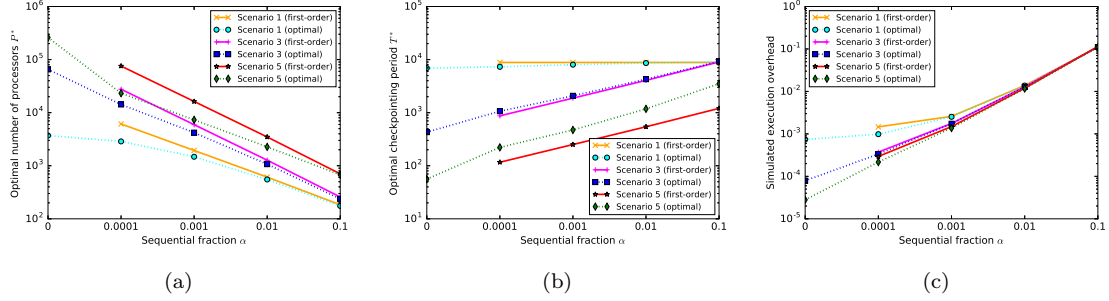 Optimal number of processors P*
10^6
10^5
10^4
10^3
10^2
0
0.0001
0.001
0.01
0.1
Sequential fraction α
Scenario 1 (first-order)
Scenario 1 (optimal)
Scenario 3 (first-order)
Scenario 3 (optimal)
Scenario 5 (first-order)
Scenario 5 (optimal)
(a)
Optimal checkpointing period T*
10^5
10^4
10^3
10^2
10^1
0
0.0001
0.001
0.01
0.1
Sequential fraction α
Scenario 1 (first-order)
Scenario 1 (optimal)
Scenario 3 (first-order)
Scenario 3 (optimal)
Scenario 5 (first-order)
Scenario 5 (optimal)
(b)
Simulated execution overhead
10^0
10^-1
10^-2
10^-3
10^-4
10^-5
0
0.0001
0.001
0.01
0.1
Sequential fraction α
Scenario 1 (first-order)
Scenario 1 (optimal)
Scenario 3 (first-order)
Scenario 3 (optimal)
Scenario 5 (first-order)
Scenario 5 (optimal)
(c)